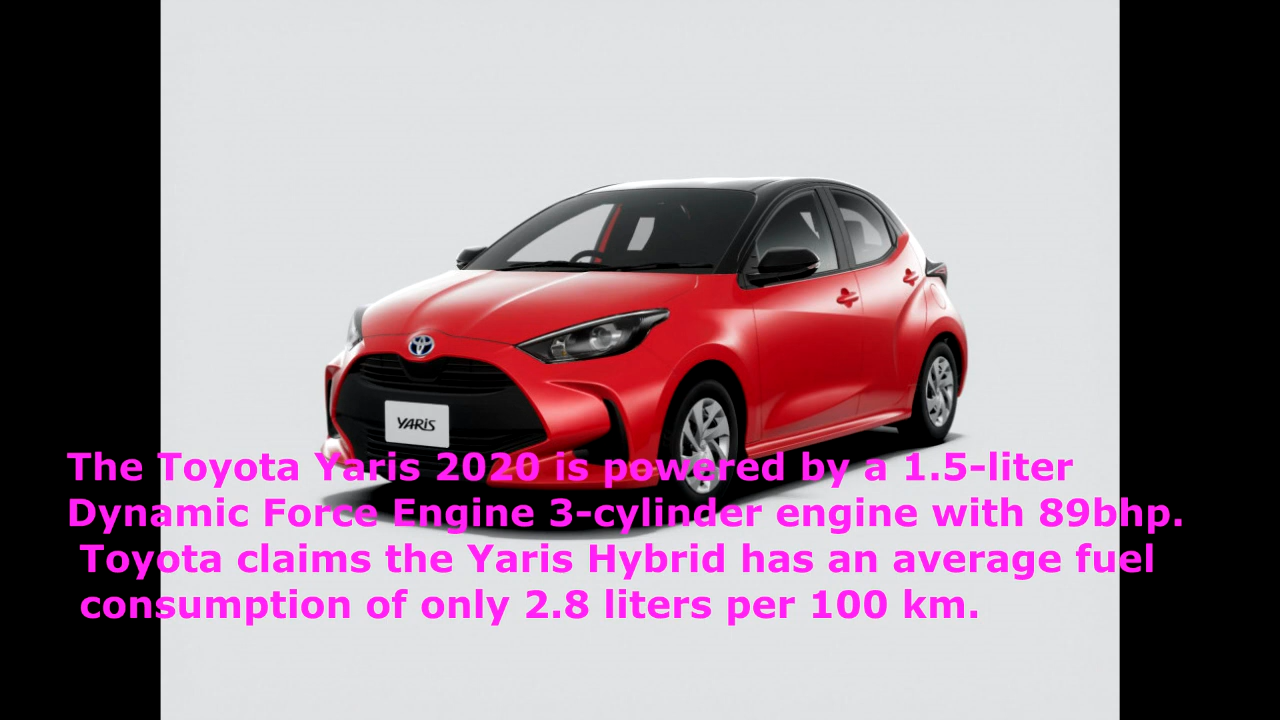 YARIS
The Toyota Yaris 2020 is powered by a 1.5-liter
Dynamic Force Engine 3-cylinder engine with 89bhp.
Toyota claims the Yaris Hybrid has an average fuel
consumption of only 2.8 liters per 100 km.